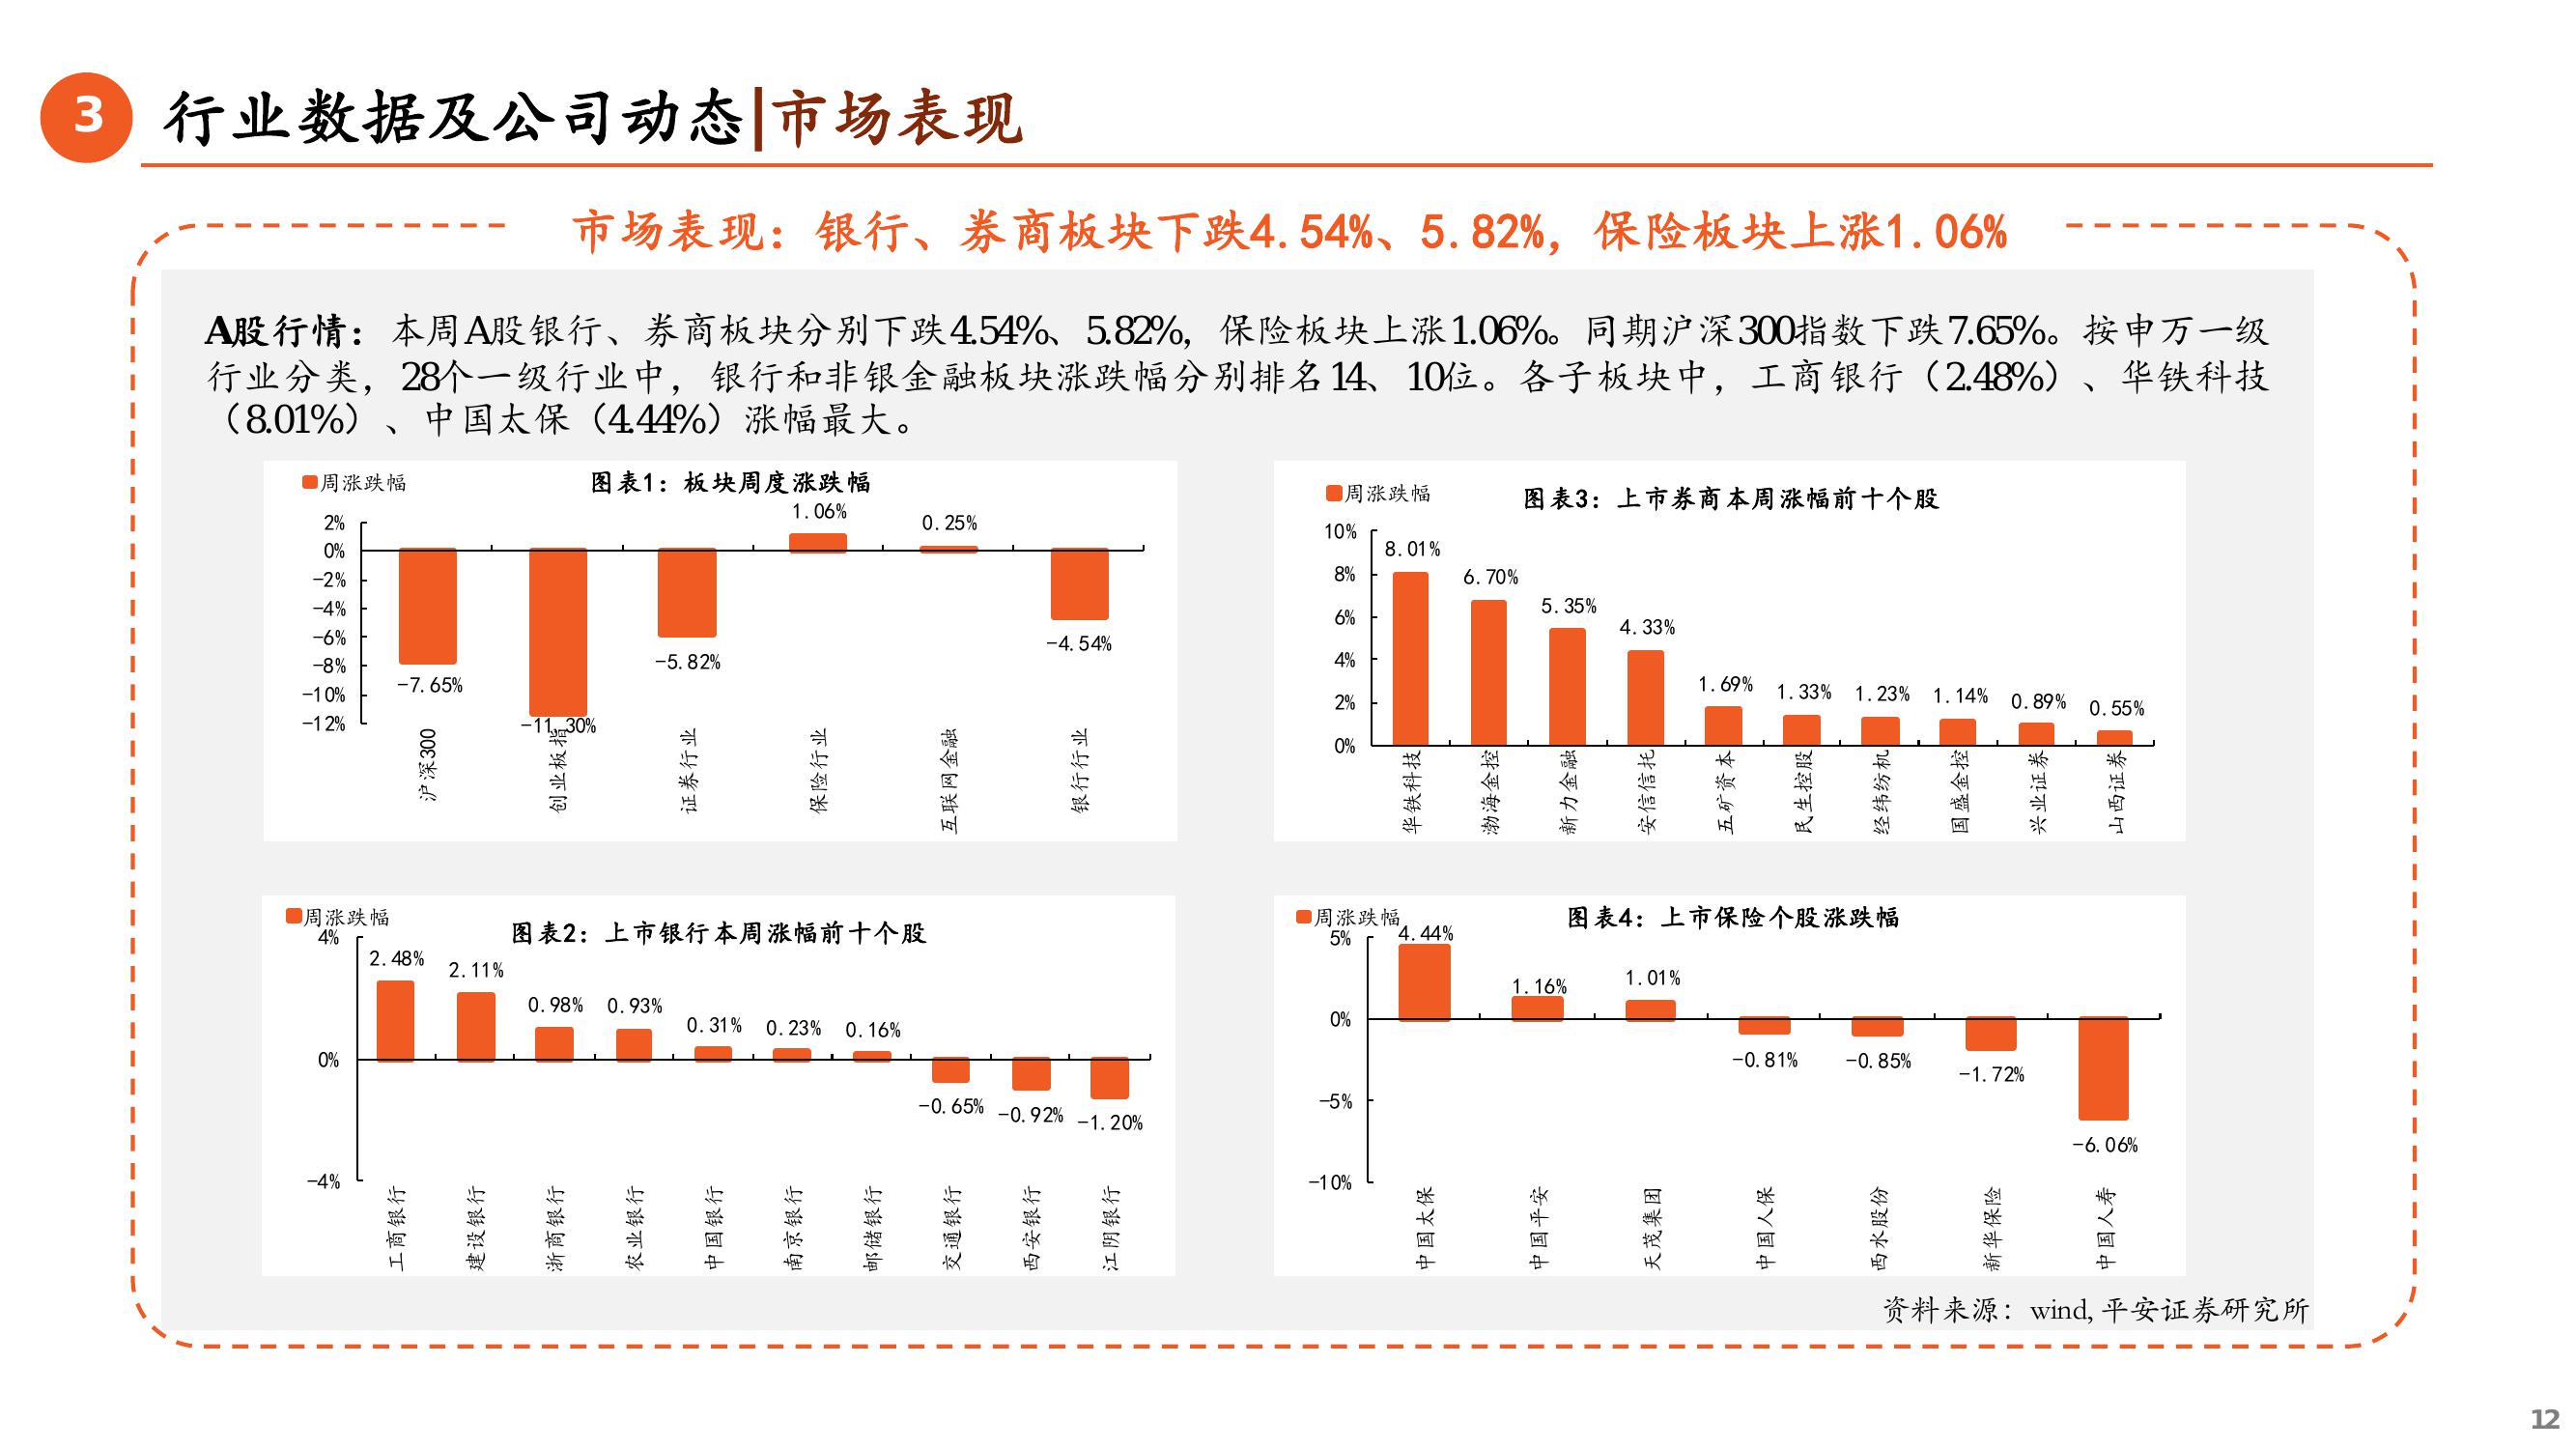 3
行业数据及公司动态|市场表现
市场表现：银行、券商板块下跌4.54%、5.82%，保险板块上涨1.06%
A股行情：本周A股银行、券商板块分别下跌4.54%、5.82%，保险板块上涨1.06%。同期沪深300指数下跌7.65%。按申万一级
行业分类，28个一级行业中，银行和非银金融板块涨跌幅分别排名14、10位。各子板块中，工商银行（2.48%）、华铁科技
（8.01%）、中国太保（4.44%）涨幅最大。
周涨跌幅
图表1：板块周度涨跌幅
2%
0%
-2%
-4%
-6%
-8%
-10%
-12%
-7.65%
-11.30%
-5.82%
1.06%
0.25%
-4.54%
沪深300
创业板指
证券行业
保险行业
互联网金融
银行行业
周涨跌幅
图表3：上市券商本周涨幅前十个股
10%
8%
6%
4%
2%
0%
8.01%
6.70%
5.35%
4.33%
1.69%
1.33%
1.23%
1.14%
0.89%
0.55%
华铁科技
渤海金控
新力金融
安信信托
五矿资本
民生控股
经纬纺机
国盛金控
兴业证券
山西证券
周涨跌幅
图表2：上市银行本周涨幅前十个股
4%
0%
-4%
2.48%
2.11%
0.98%
0.93%
0.31%
0.23%
0.16%
-0.65%
-0.92%
-1.20%
工商银行
建设银行
浙商银行
农业银行
中国银行
南京银行
邮储银行
交通银行
西安银行
江阴银行
周涨跌幅
图表4：上市保险个股涨跌幅
5%
0%
-5%
-10%
4.44%
1.16%
1.01%
-0.81%
-0.85%
-1.72%
-6.06%
中国太保
中国平安
天茂集团
中国人保
西水股份
新华保险
中国人寿
资料来源：wind,平安证券研究所
12